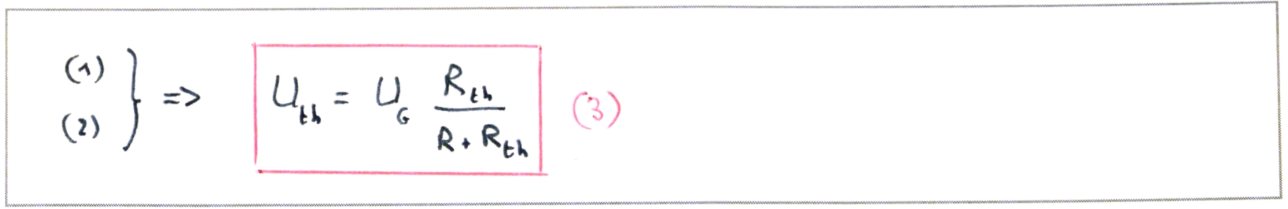 (1)
(2) } => U_th = U_G R_th / (R + R_th) (3)